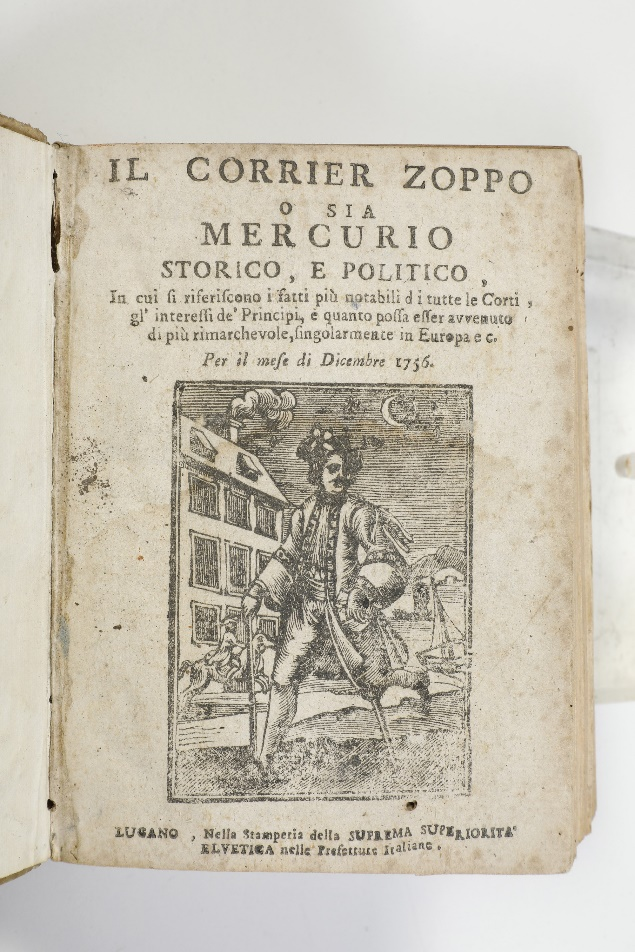 IL CORRIER ZOPPO
O SIA
MERCURIO
STORICO, E POLITICO,
In cui ſi riferiſcono i fatti più notabili di tutte le Corti,
gl' intereſſi de' Principi, e quanto poſſa eſſer avvenuto
di più rimarchevole, ſingolarmente in Europa e c.
Per il meſe di Dicembre 1756.
LUGANO, Nella Stamperia della SUPREMA SUPERIORITA'
ELVETICA nelle Prefetture Italiane.